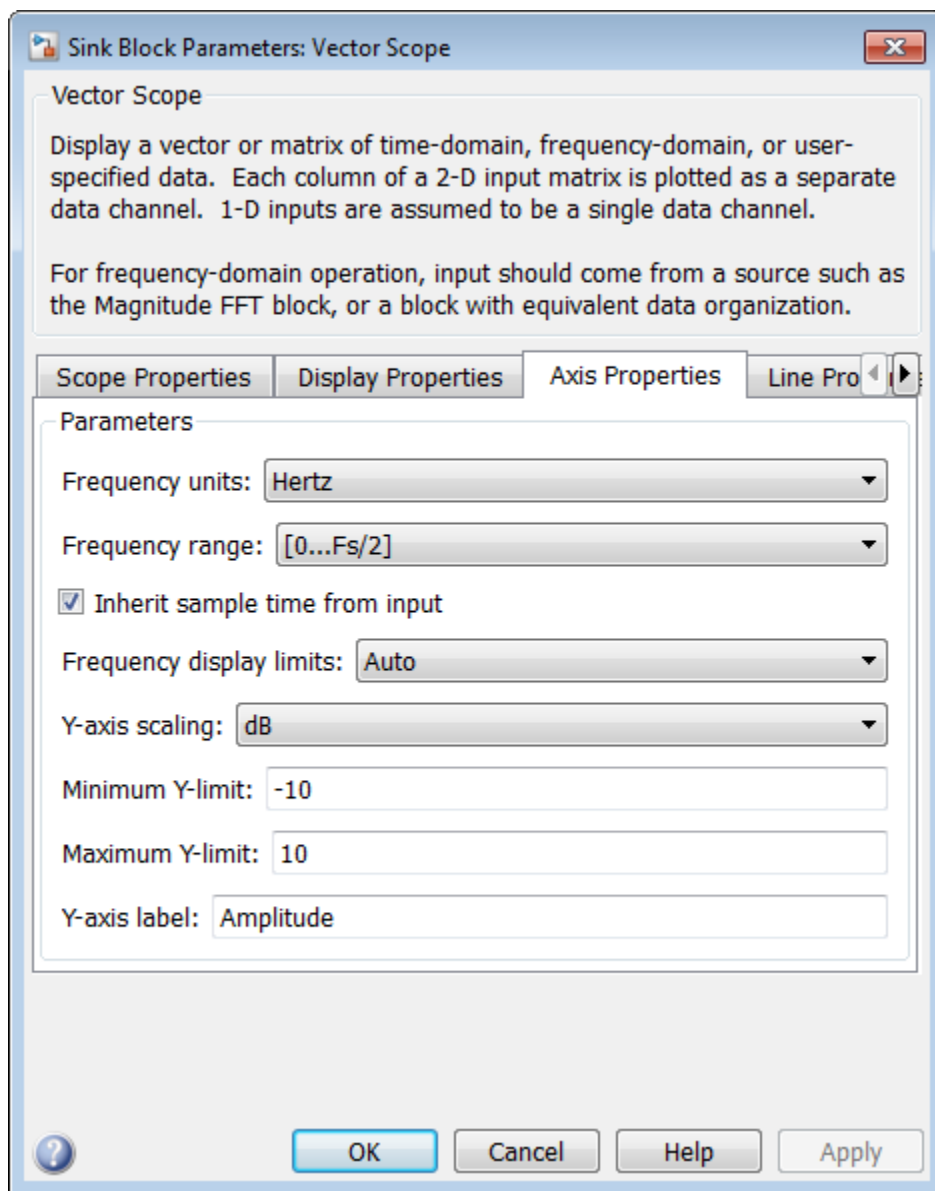 Sink Block Parameters: Vector Scope
Vector Scope
Display a vector or matrix of time-domain, frequency-domain, or user-
specified data.  Each column of a 2-D input matrix is plotted as a separate
data channel.  1-D inputs are assumed to be a single data channel.
For frequency-domain operation, input should come from a source such as
the Magnitude FFT block, or a block with equivalent data organization.
Scope Properties Display Properties Axis Properties Line Pro
Parameters
Frequency units: Hertz
Frequency range: [0...Fs/2]
Inherit sample time from input
Frequency display limits: Auto
Y-axis scaling: dB
Minimum Y-limit: -10
Maximum Y-limit: 10
Y-axis label: Amplitude
? OK Cancel Help Apply